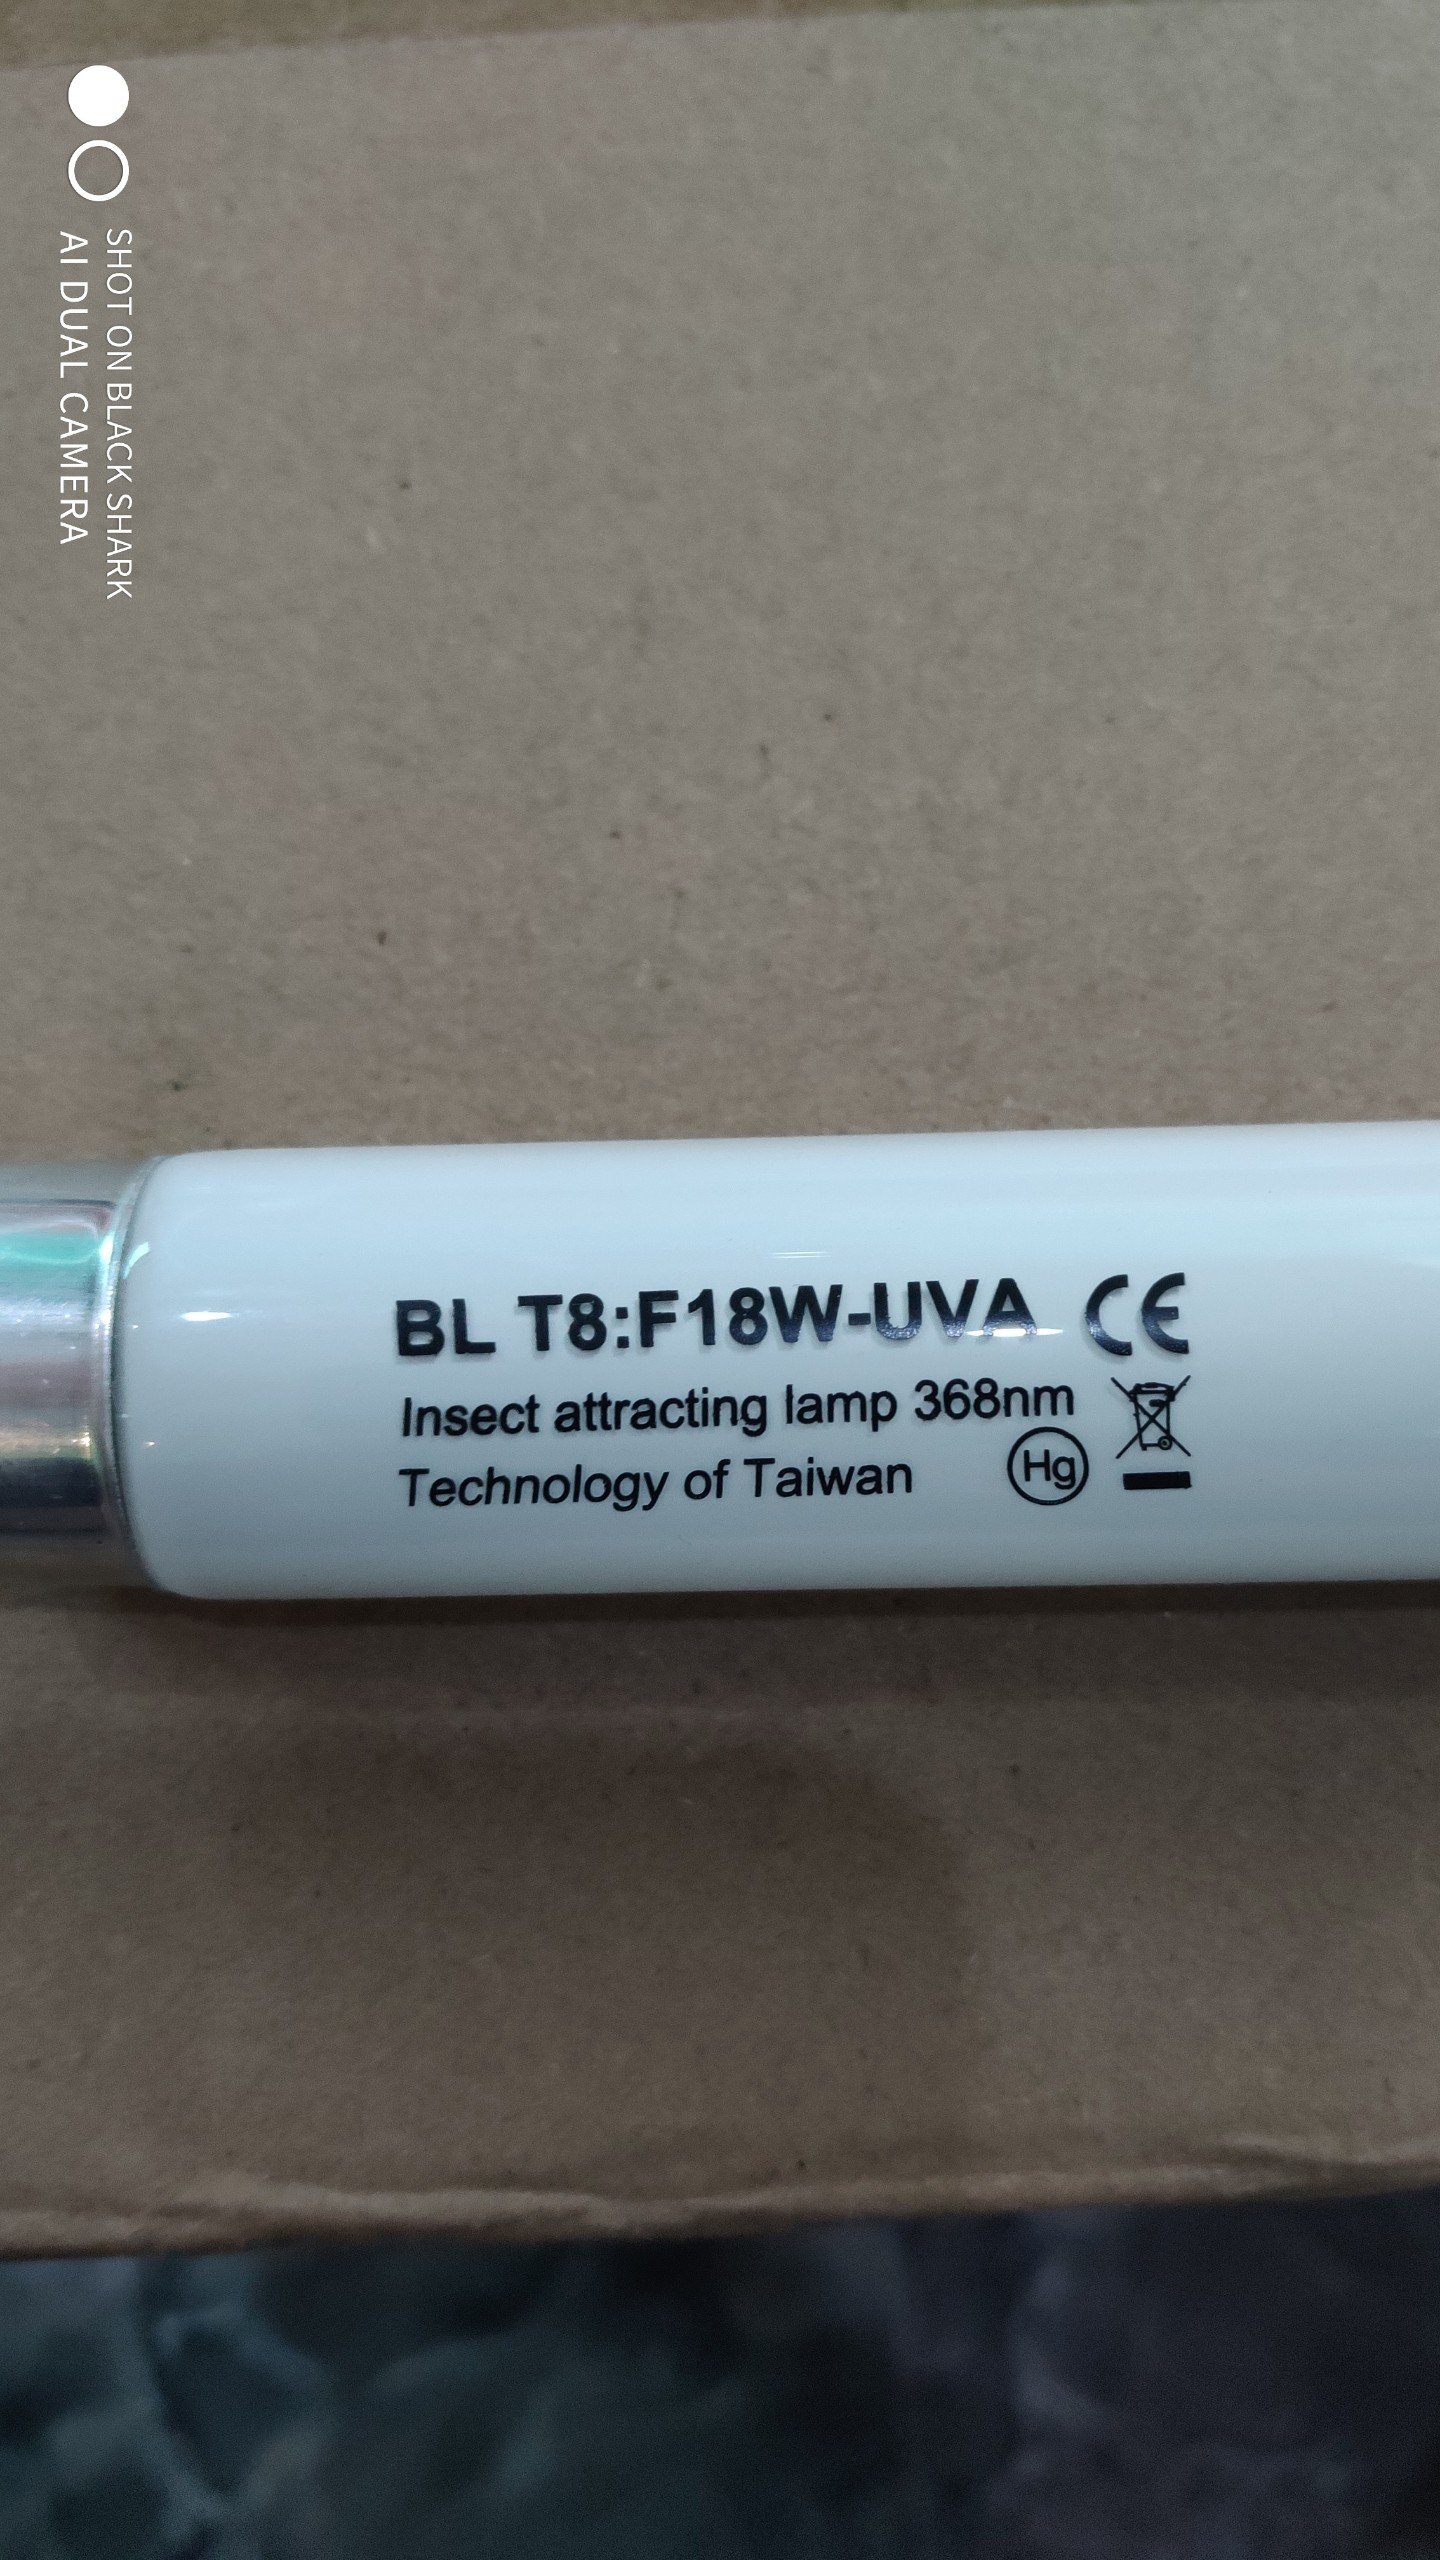 SHOT ON BLACK SHARK
AI DUAL CAMERA
BL T8:F18W-UVA CE
Insect attracting lamp 368nm
Technology of Taiwan Hg